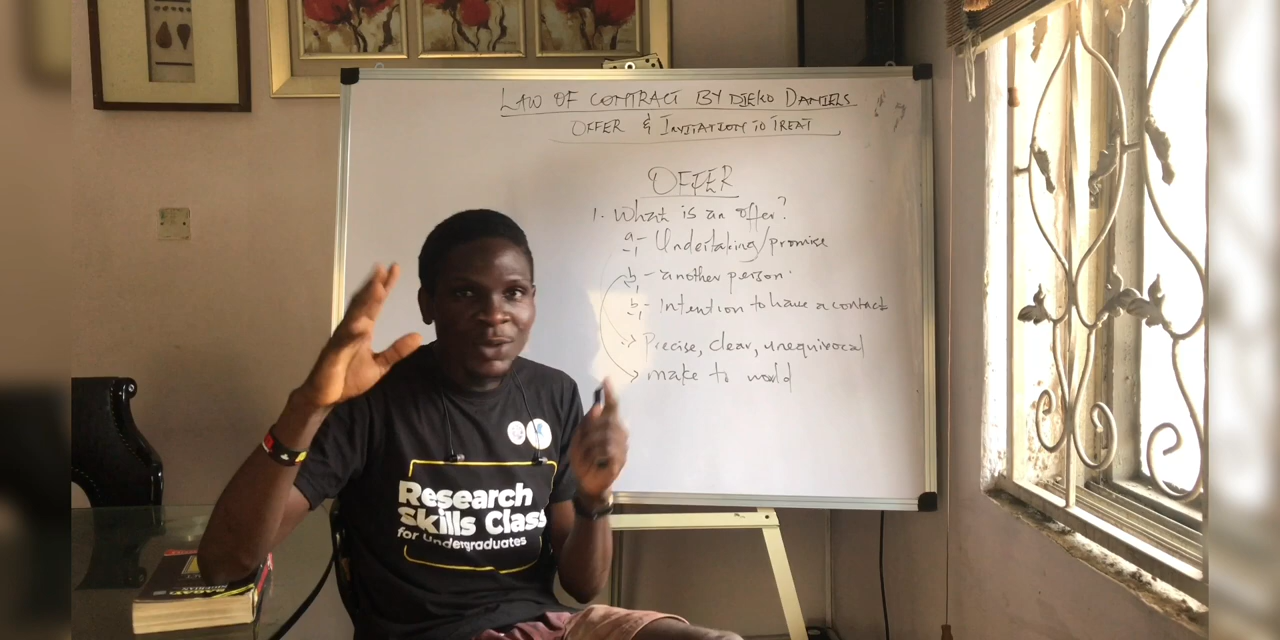 LAW OF CONTRACT BY DJEKO DANIELS
OFFER & INVITATION TO TREAT
OFFER
1. What is an offer?
a- Undertaking/promise
b - another person.
b- Intention to have a contact
Precise, clear, unequivocal
make to world
Research
Skills Class
for Undergraduates